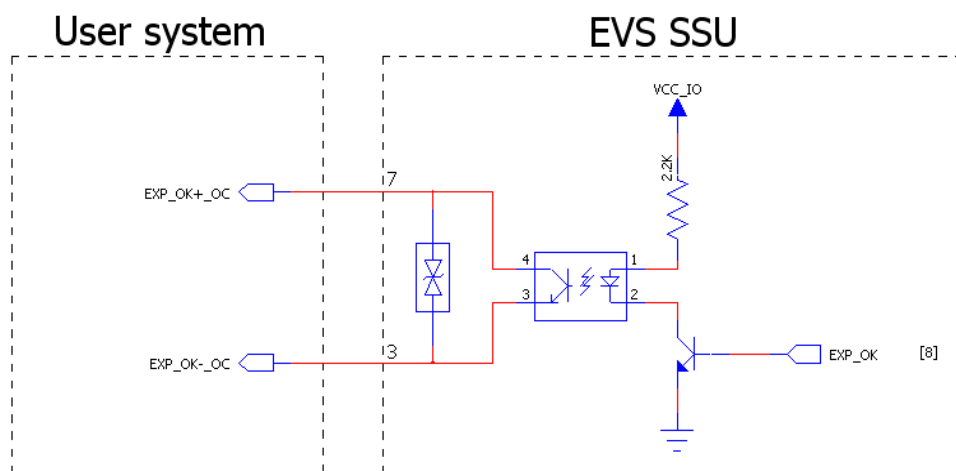 User system
EVS SSU
VCC_IO
2.2K
EXP_OK+_OC
7
4
1
3
2
EXP_OK-_OC
3
EXP_OK
[8]